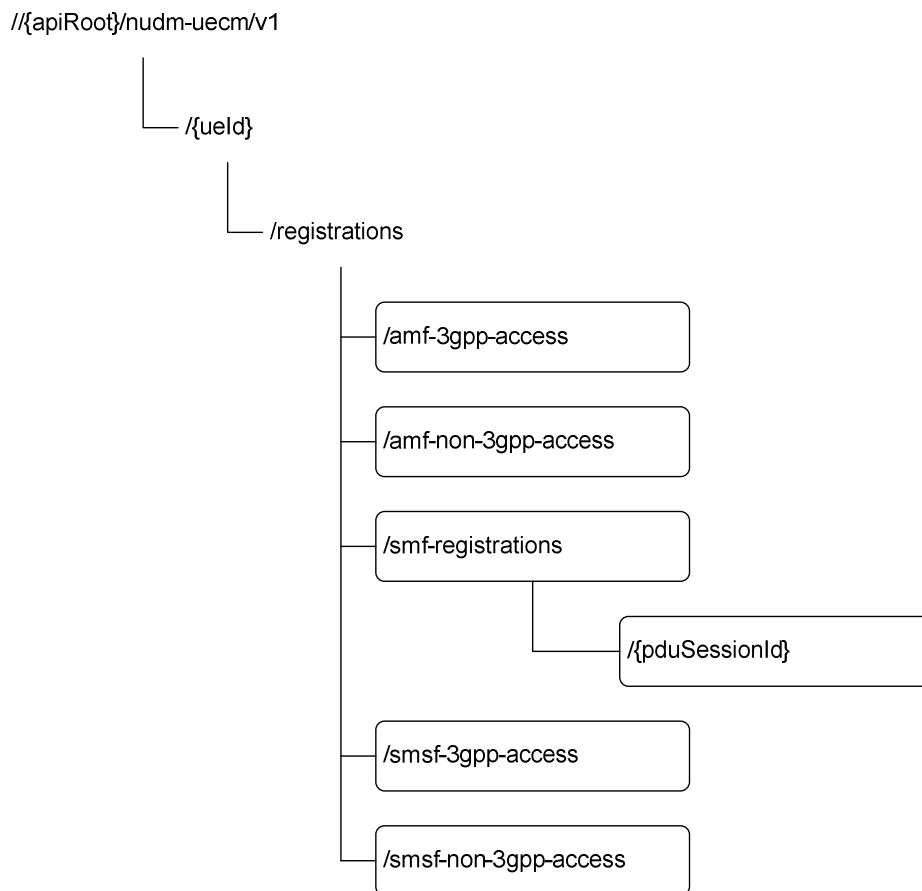 //{apiRoot}/nudm-uecm/v1
/{ueId}
/registrations
/amf-3gpp-access
/amf-non-3gpp-access
/smf-registrations
/{pduSessionId}
/smsf-3gpp-access
/smsf-non-3gpp-access